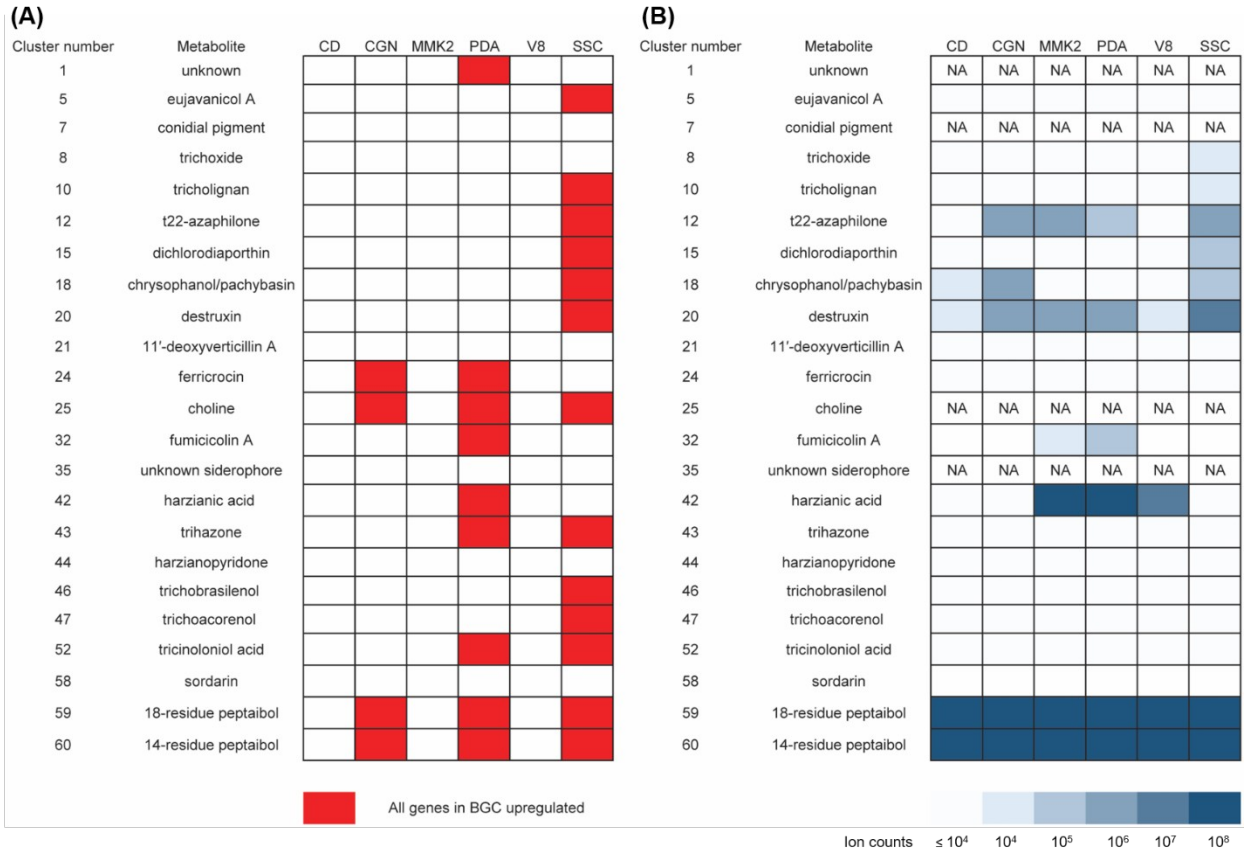 (A)
Cluster number Metabolite CD CGN MMK2 PDA V8 SSC
1 unknown
5 eujavanicol A
7 conidial pigment
8 trichoxide
10 tricholignan
12 t22-azaphilone
15 dichlorodiaporthin
18 chrysophanol/pachybasin
20 destruxin
21 11′-deoxyverticillin A
24 ferricrocin
25 choline
32 fumicicolin A
35 unknown siderophore
42 harzianic acid
43 trihazone
44 harzianopyridone
46 trichobrasilenol
47 trichoacorenol
52 tricinoloniol acid
58 sordarin
59 18-residue peptaibol
60 14-residue peptaibol
All genes in BGC upregulated
(B)
Cluster number Metabolite CD CGN MMK2 PDA V8 SSC
1 unknown NA NA NA NA NA NA
5 eujavanicol A
7 conidial pigment NA NA NA NA NA NA
8 trichoxide
10 tricholignan
12 t22-azaphilone
15 dichlorodiaporthin
18 chrysophanol/pachybasin
20 destruxin
21 11′-deoxyverticillin A
24 ferricrocin
25 choline NA NA NA NA NA NA
32 fumicicolin A
35 unknown siderophore NA NA NA NA NA NA
42 harzianic acid
43 trihazone
44 harzianopyridone
46 trichobrasilenol
47 trichoacorenol
52 tricinoloniol acid
58 sordarin
59 18-residue peptaibol
60 14-residue peptaibol
Ion counts ≤ 10⁴ 10⁴ 10⁵ 10⁶ 10⁷ 10⁸